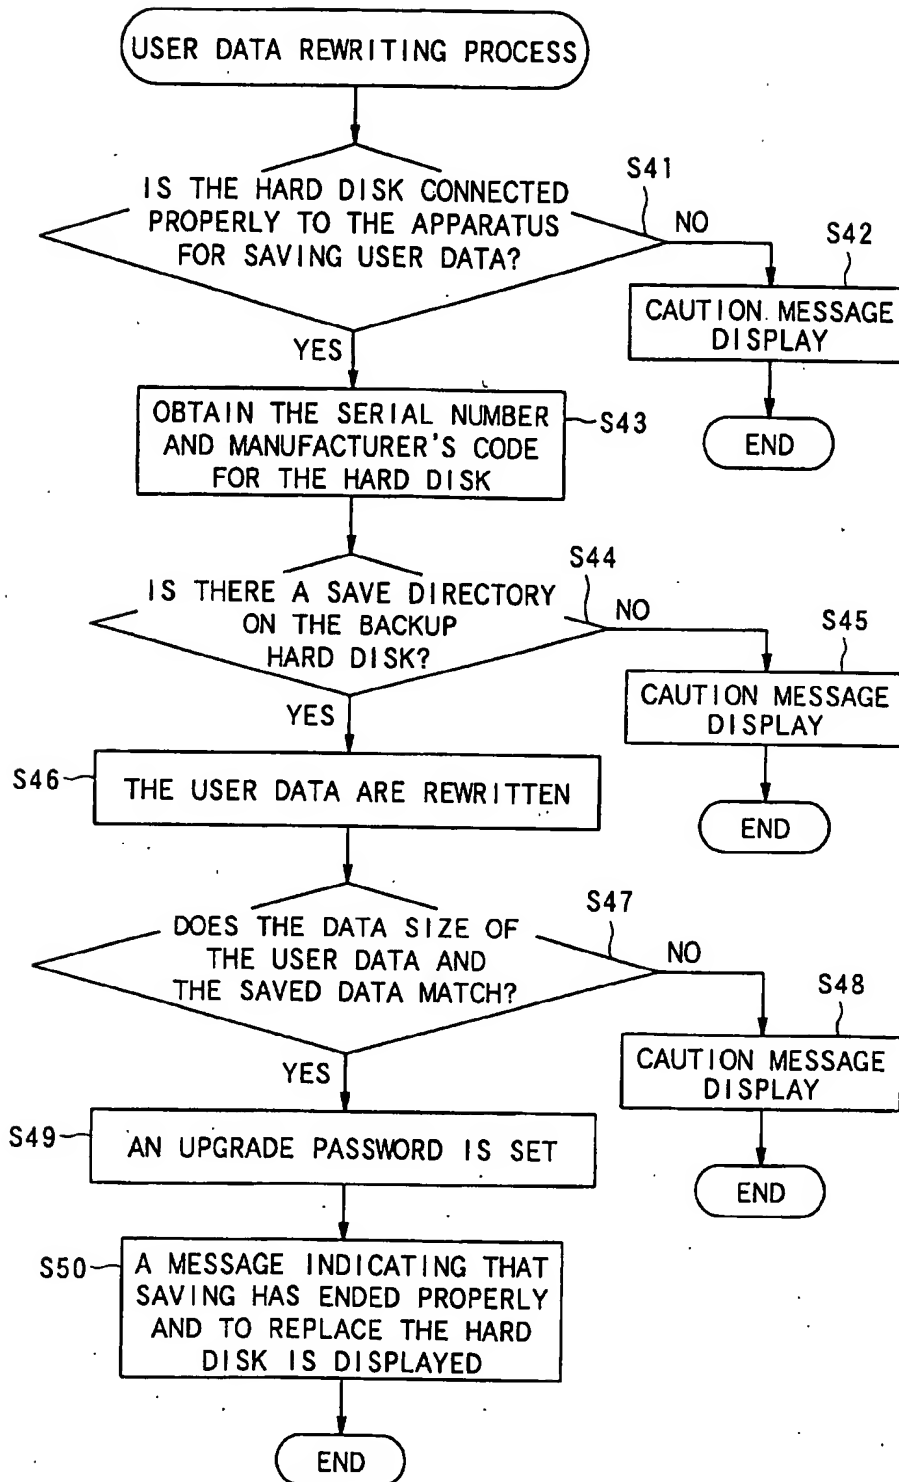 USER DATA REWRITING PROCESS
S41
IS THE HARD DISK CONNECTED
PROPERLY TO THE APPARATUS
FOR SAVING USER DATA?
NO
S42
CAUTION MESSAGE
DISPLAY
END
YES
OBTAIN THE SERIAL NUMBER
AND MANUFACTURER'S CODE
FOR THE HARD DISK
S43
S44
IS THERE A SAVE DIRECTORY
ON THE BACKUP
HARD DISK?
NO
S45
CAUTION MESSAGE
DISPLAY
END
YES
S46
THE USER DATA ARE REWRITTEN
S47
DOES THE DATA SIZE OF
THE USER DATA AND
THE SAVED DATA MATCH?
NO
S48
CAUTION MESSAGE
DISPLAY
END
YES
S49
AN UPGRADE PASSWORD IS SET
S50
A MESSAGE INDICATING THAT
SAVING HAS ENDED PROPERLY
AND TO REPLACE THE HARD
DISK IS DISPLAYED
END